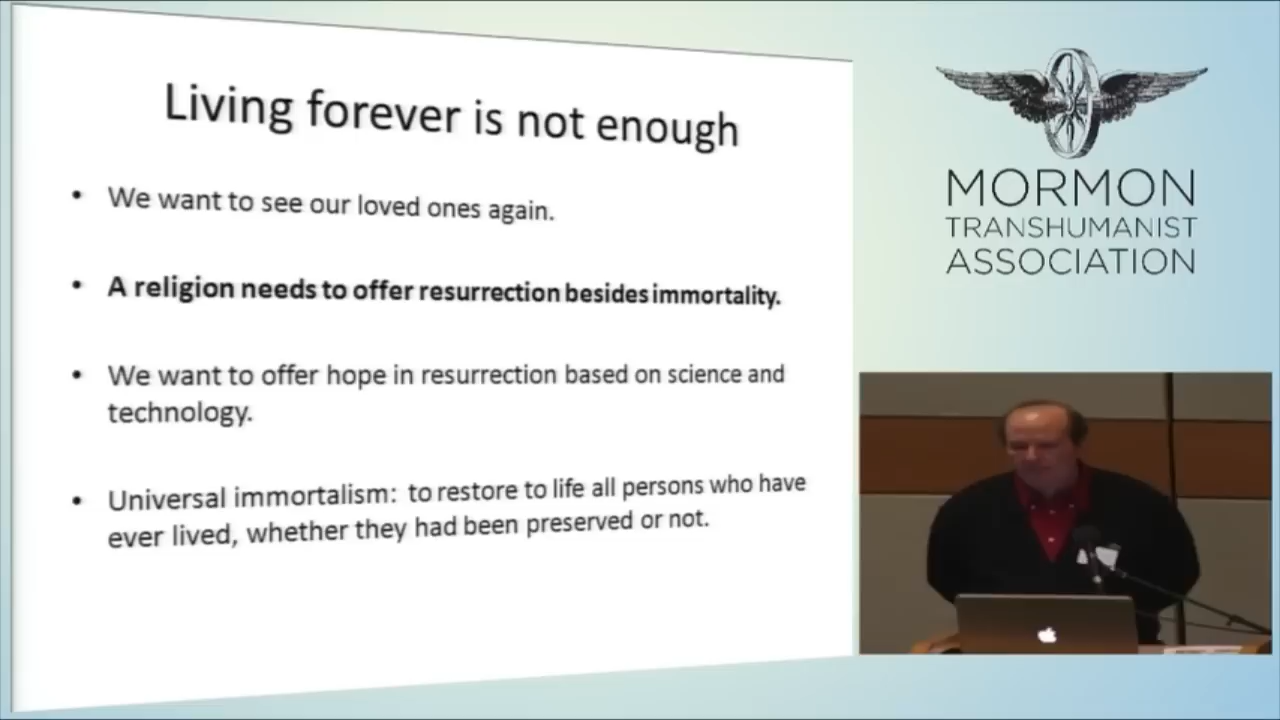 Living forever is not enough
• We want to see our loved ones again.
• A religion needs to offer resurrection besides immortality.
• We want to offer hope in resurrection based on science and
technology.
• Universal immortalism: to restore to life all persons who have
ever lived, whether they had been preserved or not.
MORMON
TRANSHUMANIST
ASSOCIATION